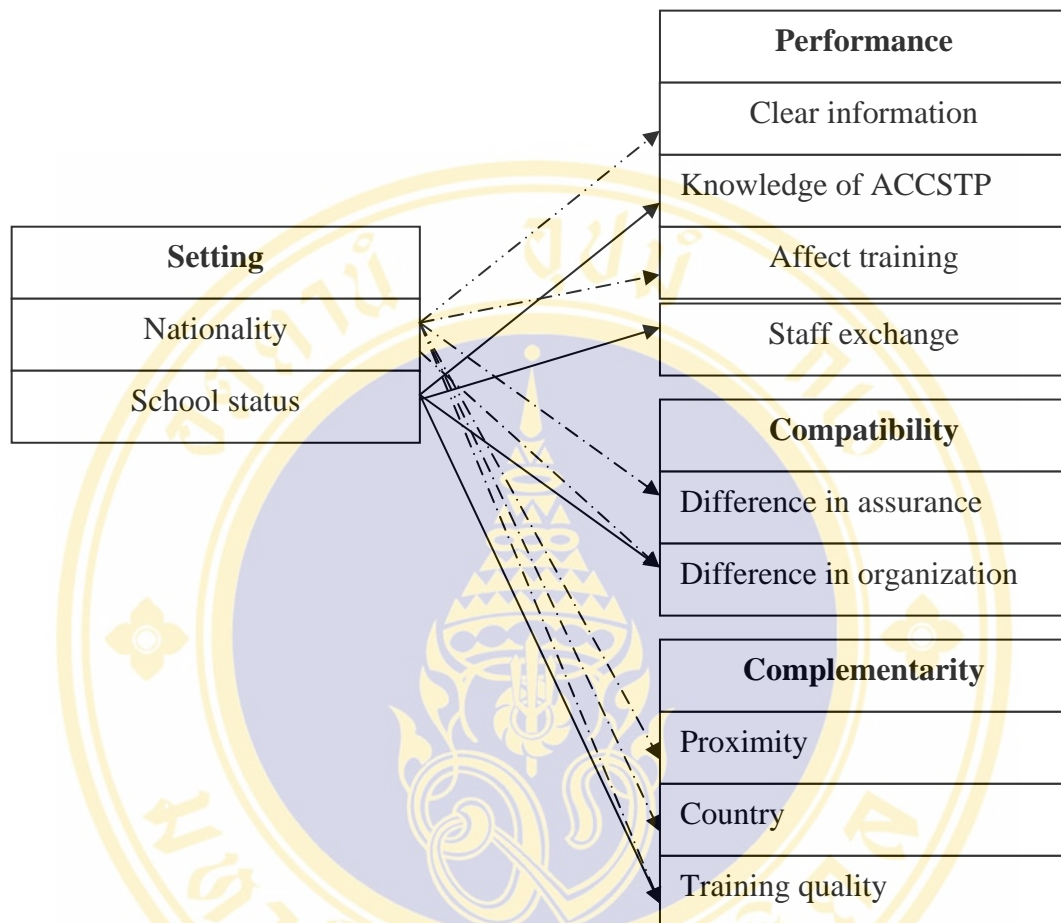 Performance
Clear information
Knowledge of ACCSTP
Affect training
Staff exchange
Setting
Nationality
School status
Compatibility
Difference in assurance
Difference in organization
Complementarity
Proximity
Country
Training quality